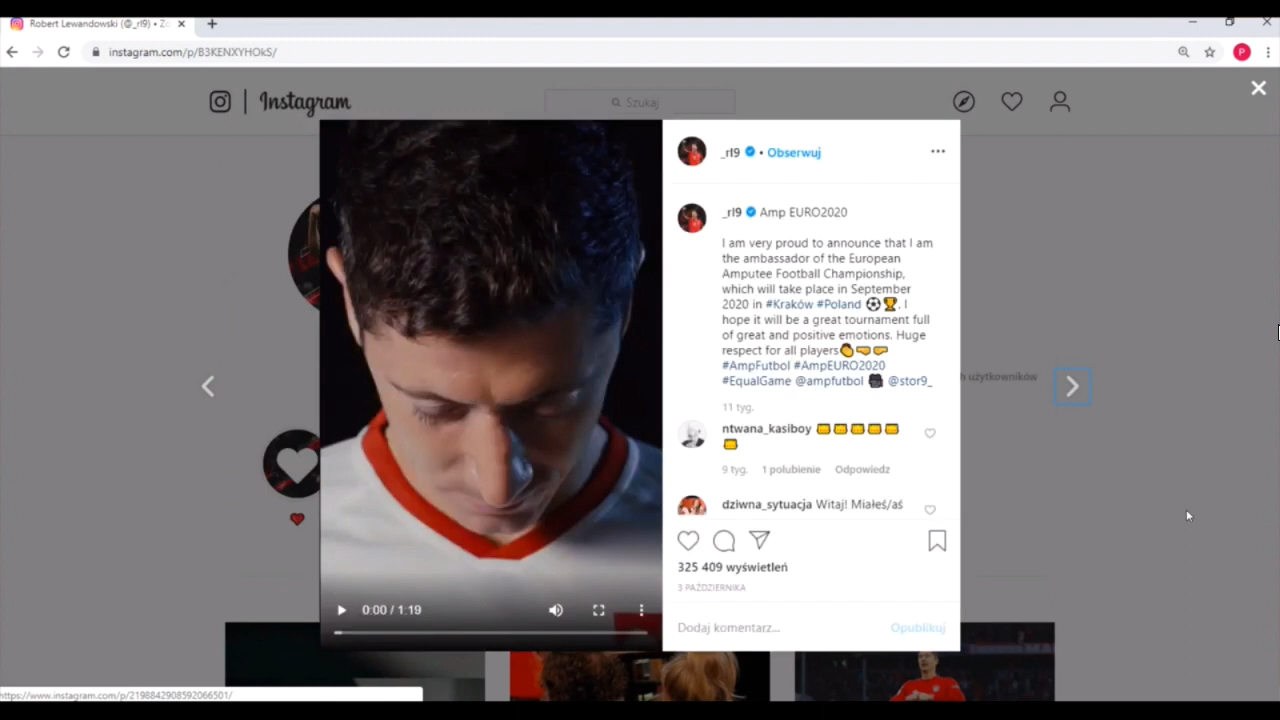 Robert Lewandowski (@_rl9) •
instagram.com/p/B3KENXYHOkS/
P
Instagram
Szukaj
_rl9 • Obserwuj
_rl9 Amp EURO2020
I am very proud to announce that I am
the ambassador of the European
Amputee Football Championship,
which will take place in September
2020 in #Kraków #Poland ⚽🏆. I
hope it will be a great tournament full
of great and positive emotions. Huge
respect for all players👏🤜🤛
#AmpFutbol #AmpEURO2020
#EqualGame @ampfutbol @stor9_
użytkowników
11 tyg.
ntwana_kasiboy
9 tyg. 1 polubienie Odpowiedz
dziwna_sytuacja Witaj! Miałeś/aś
325 409 wyświetleń
3 PAŹDZIERNIKA
0:00 / 1:19
Dodaj komentarz... Opublikuj
https://www.instagram.com/p/2198842908592066501/